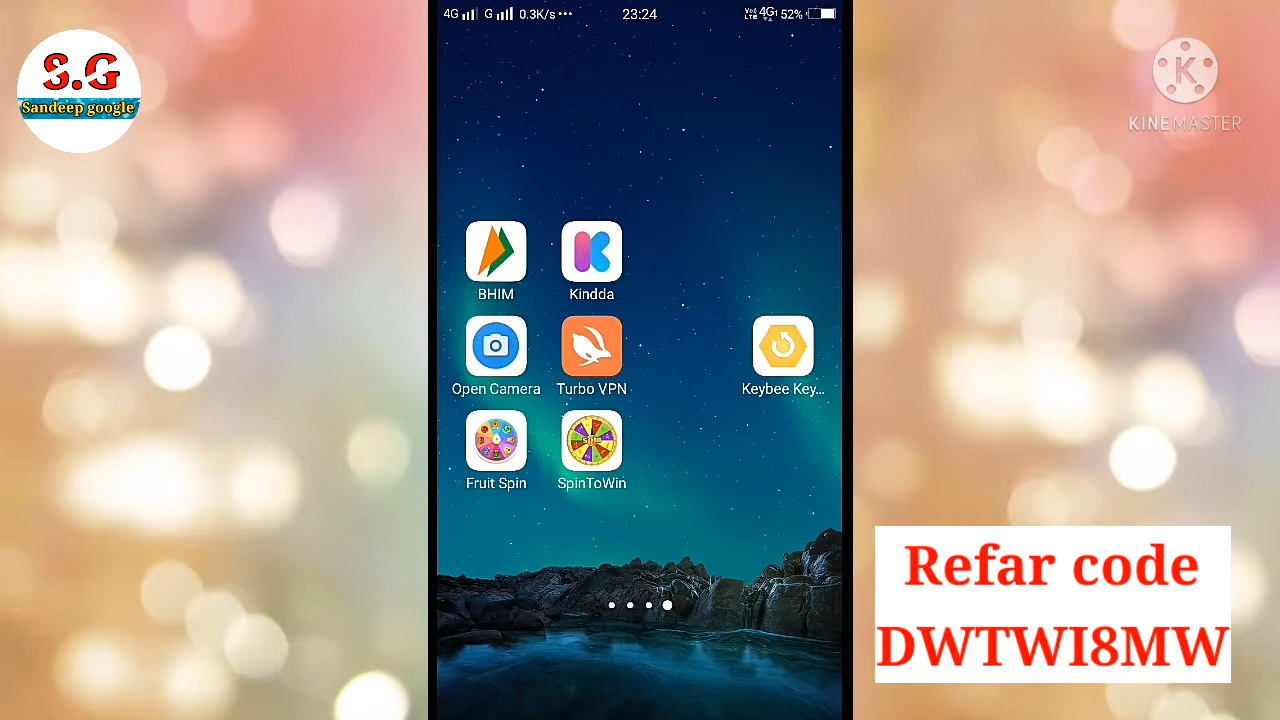 4G G 0.3K/s ••• 23:24 4G 52%
S.G
Sandeep google
K
KINEMASTER
BHIM Kindda
Open Camera Turbo VPN Keybee Key...
Fruit Spin SpinToWin
Refar code
DWTWI8MW